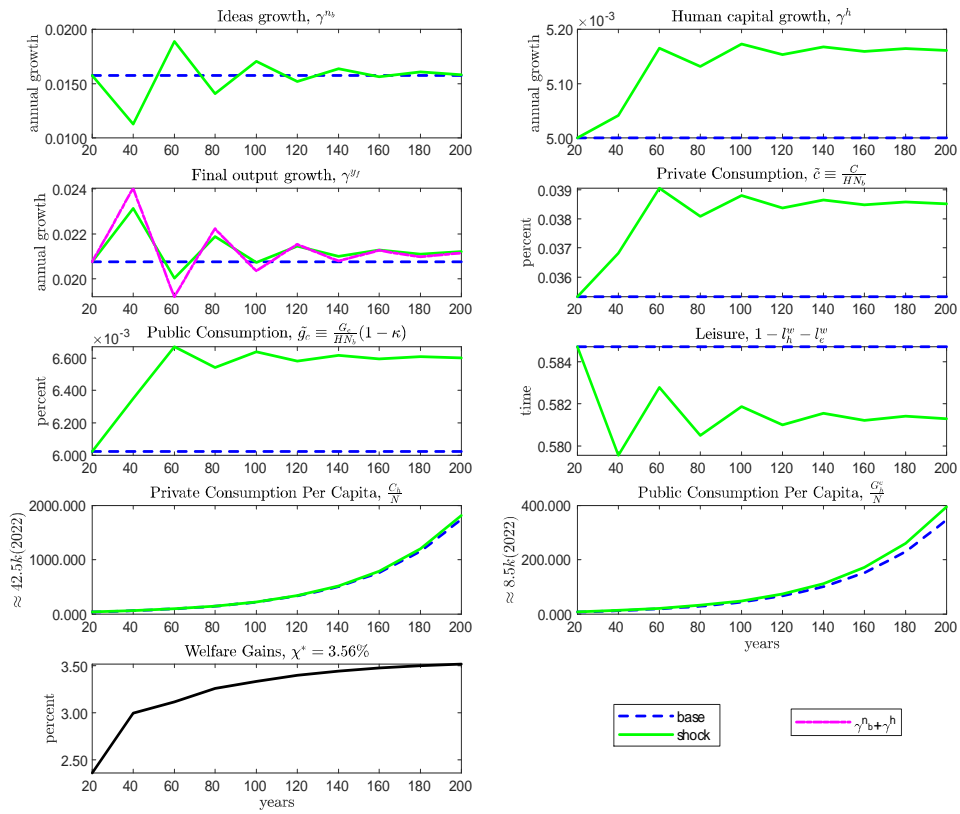 Ideas growth, γ^{n_b}
annual growth
0.0200
0.0150
0.0100
20 40 60 80 100 120 140 160 180 200
Human capital growth, γ^h
×10^{-3}
annual growth
5.20
5.10
5.00
20 40 60 80 100 120 140 160 180 200
Final output growth, γ^{y_f}
annual growth
0.024
0.022
0.020
20 40 60 80 100 120 140 160 180 200
Private Consumption, c̃ ≡ \frac{C}{HN_b}
percent
0.039
0.038
0.037
0.036
20 40 60 80 100 120 140 160 180 200
Public Consumption, g̃_c ≡ \frac{G_c}{HN_b}(1 − κ)
×10^{-3}
percent
6.600
6.400
6.200
6.000
20 40 60 80 100 120 140 160 180 200
Leisure, 1 − l_h^w − l_e^w
time
0.584
0.582
0.580
20 40 60 80 100 120 140 160 180 200
Private Consumption Per Capita, \frac{C_h}{N}
≈ 42.5k(2022)
2000.000
1000.000
0.000
20 40 60 80 100 120 140 160 180 200
Public Consumption Per Capita, \frac{G_h^c}{N}
≈ 8.5k(2022)
400.000
200.000
0.000
20 40 60 80 100 120 140 160 180 200
years
Welfare Gains, χ* = 3.56%
percent
3.50
3.00
2.50
20 40 60 80 100 120 140 160 180 200
years
base
shock
γ^{n_b}+γ^h